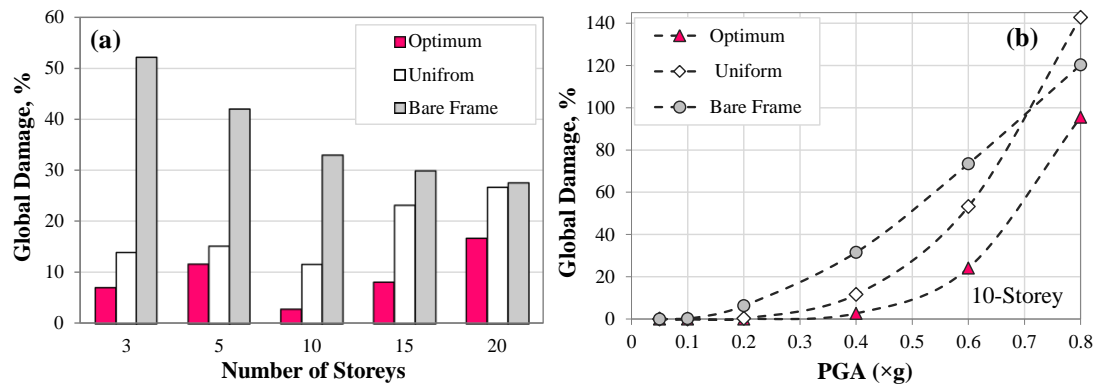 60
50
40
30
20
10
0
Global Damage, %
(a)
Optimum
Unifrom
Bare Frame
3 5 10 15 20
Number of Storeys
140
120
100
80
60
40
20
0
Global Damage, %
Optimum
Uniform
Bare Frame
(b)
10-Storey
0 0.1 0.2 0.3 0.4 0.5 0.6 0.7 0.8
PGA (×g)